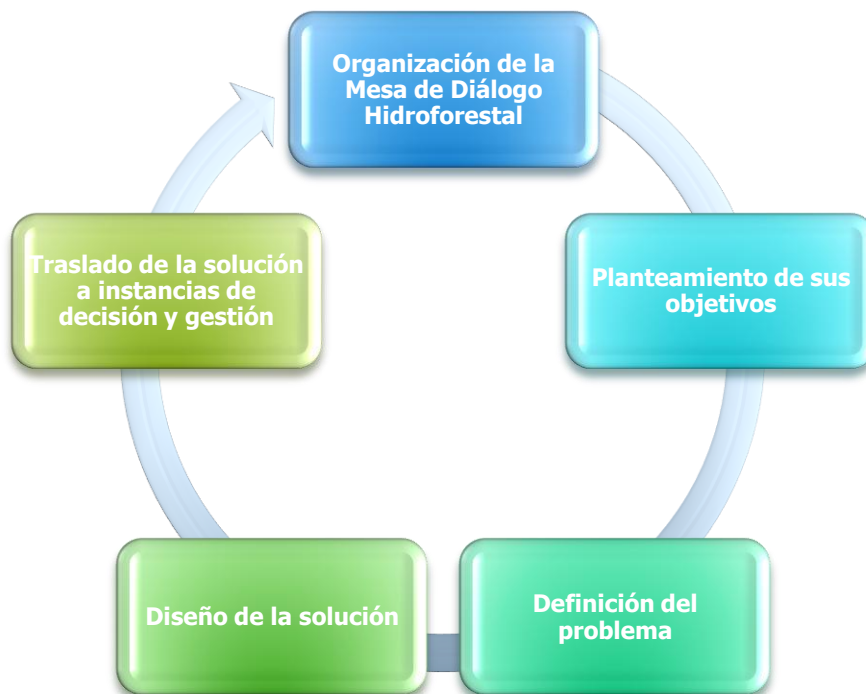 Organización de la
Mesa de Diálogo
Hidroforestal
Planteamiento de sus
objetivos
Definición del
problema
Diseño de la solución
Traslado de la solución
a instancias de
decisión y gestión